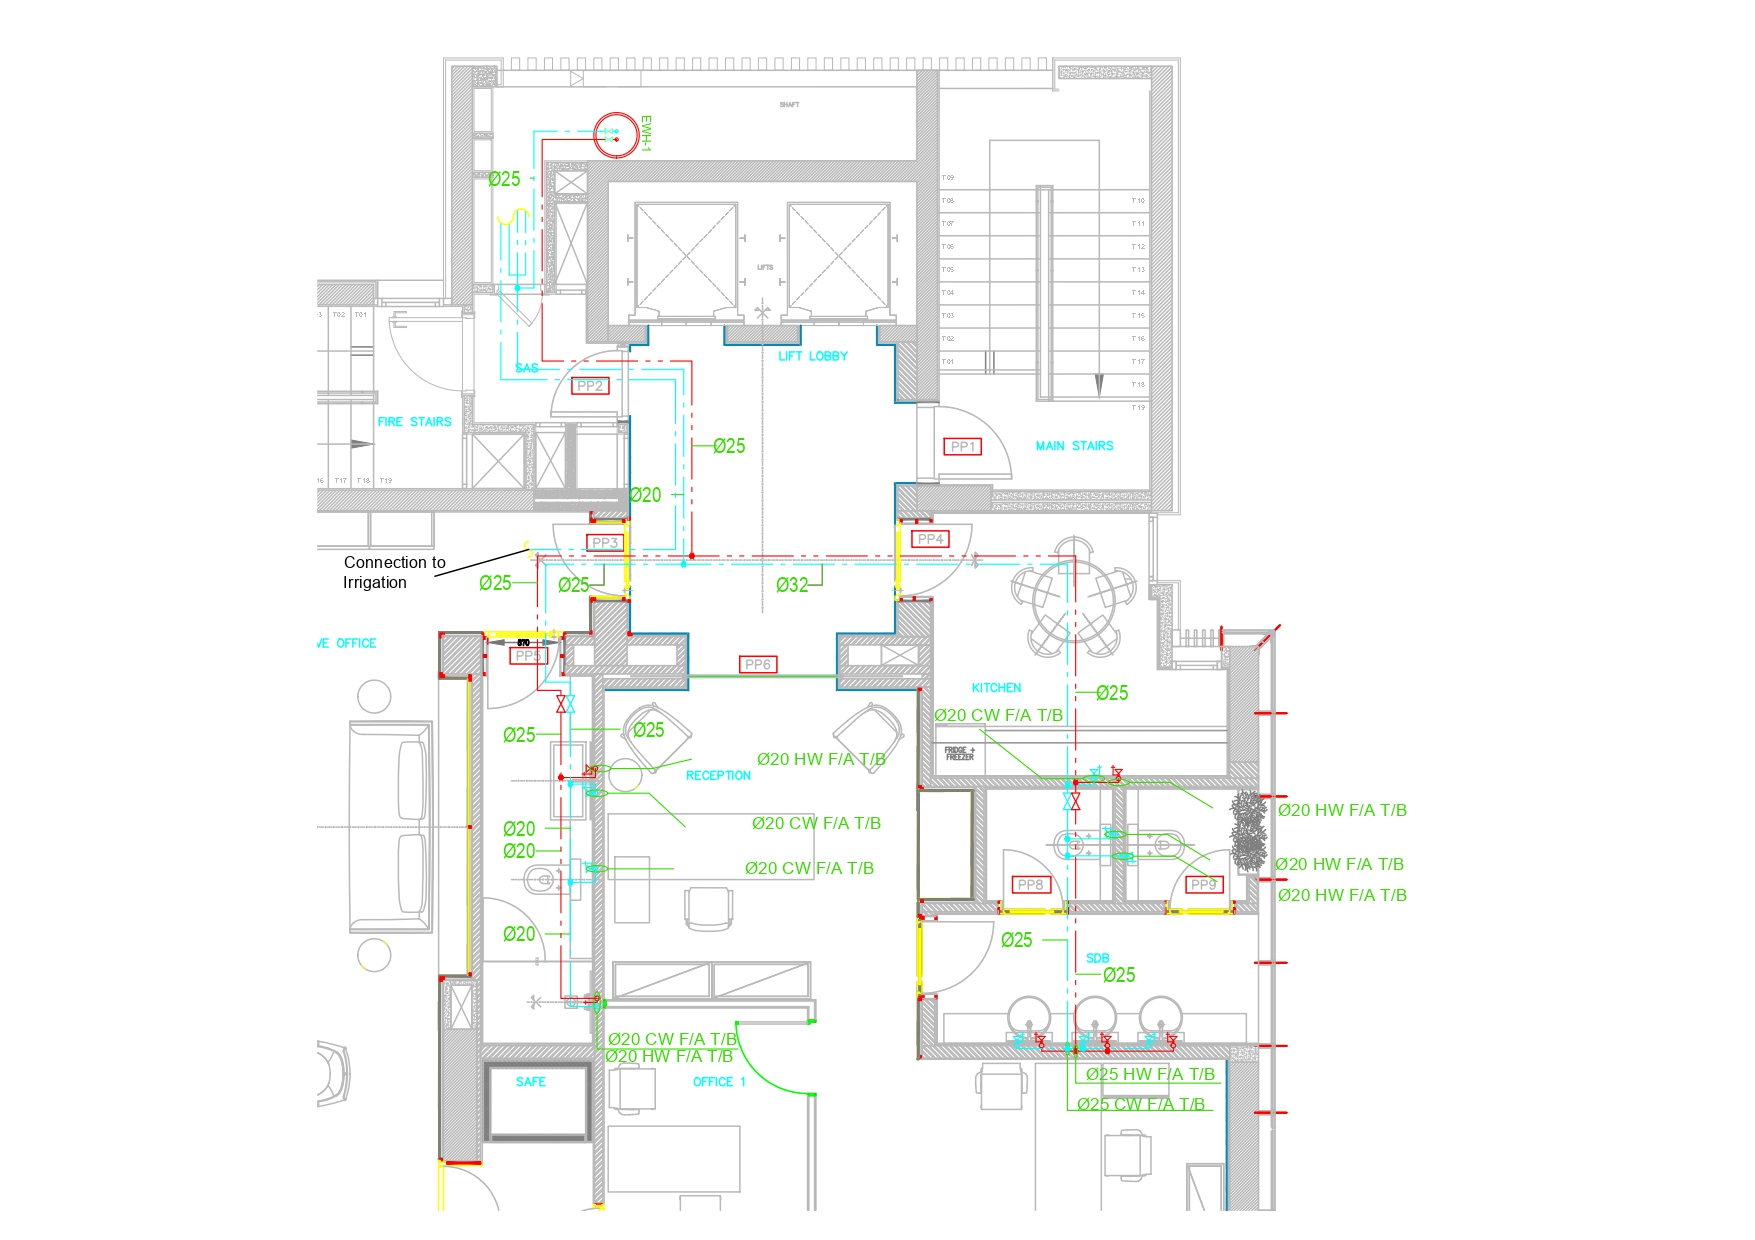 SHAFT
EWH-1
Ø25
T09
T08
T10
T07
T11
T06
T12
LIFTS
T05
T13
T04
T14
T02
T01
T03
T15
T02
T16
LIFT LOBBY
T01
T17
SAS
PP2
T18
T19
FIRE STAIRS
MAIN STAIRS
Ø25
PP1
T17
T18
T19
Ø20
PP3
PP4
Connection to
Irrigation
Ø25
Ø25
Ø32
VE OFFICE
870
PP5
PP6
KITCHEN
Ø25
Ø20 CW F/A T/B
Ø25
Ø25
FRIDGE +
FREEZER
Ø20 HW F/A T/B
RECEPTION
Ø20 HW F/A T/B
Ø20
Ø20 CW F/A T/B
Ø20
Ø20 CW F/A T/B
Ø20 HW F/A T/B
PP8
PP9
Ø20 HW F/A T/B
Ø20
Ø25
SDB
Ø25
Ø20 CW F/A T/B
Ø20 HW F/A T/B
SAFE
OFFICE 1
Ø25 HW F/A T/B
Ø25 CW F/A T/B